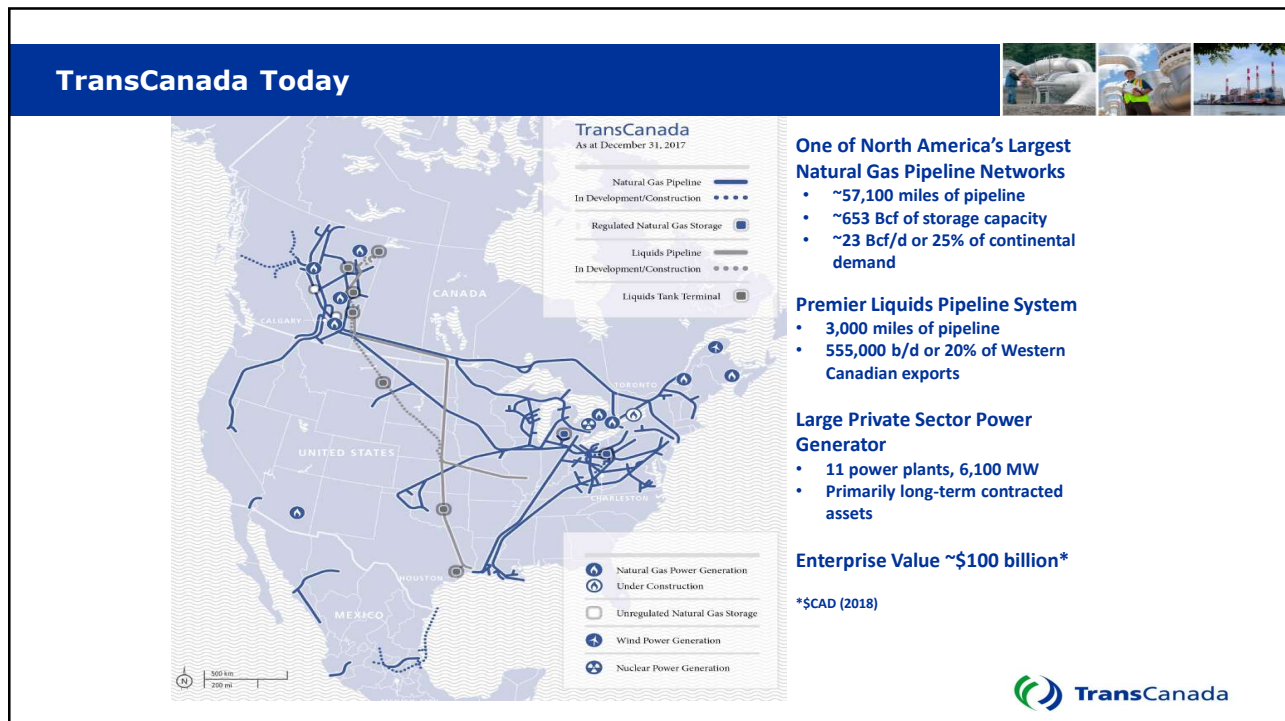 TransCanada Today
TransCanada
As at December 31, 2017
Natural Gas Pipeline
In Development/Construction
Regulated Natural Gas Storage
Liquids Pipeline
In Development/Construction
Liquids Tank Terminal
CANADA
CALGARY
TORONTO
UNITED STATES
CHARLESTON
HOUSTON
MEXICO
Natural Gas Power Generation
Under Construction
Unregulated Natural Gas Storage
Wind Power Generation
Nuclear Power Generation
N
500 km
200 mi
One of North America's Largest
Natural Gas Pipeline Networks
• ~57,100 miles of pipeline
• ~653 Bcf of storage capacity
• ~23 Bcf/d or 25% of continental
demand
Premier Liquids Pipeline System
• 3,000 miles of pipeline
• 555,000 b/d or 20% of Western
Canadian exports
Large Private Sector Power
Generator
• 11 power plants, 6,100 MW
• Primarily long-term contracted
assets
Enterprise Value ~$100 billion*
*$CAD (2018)
TransCanada